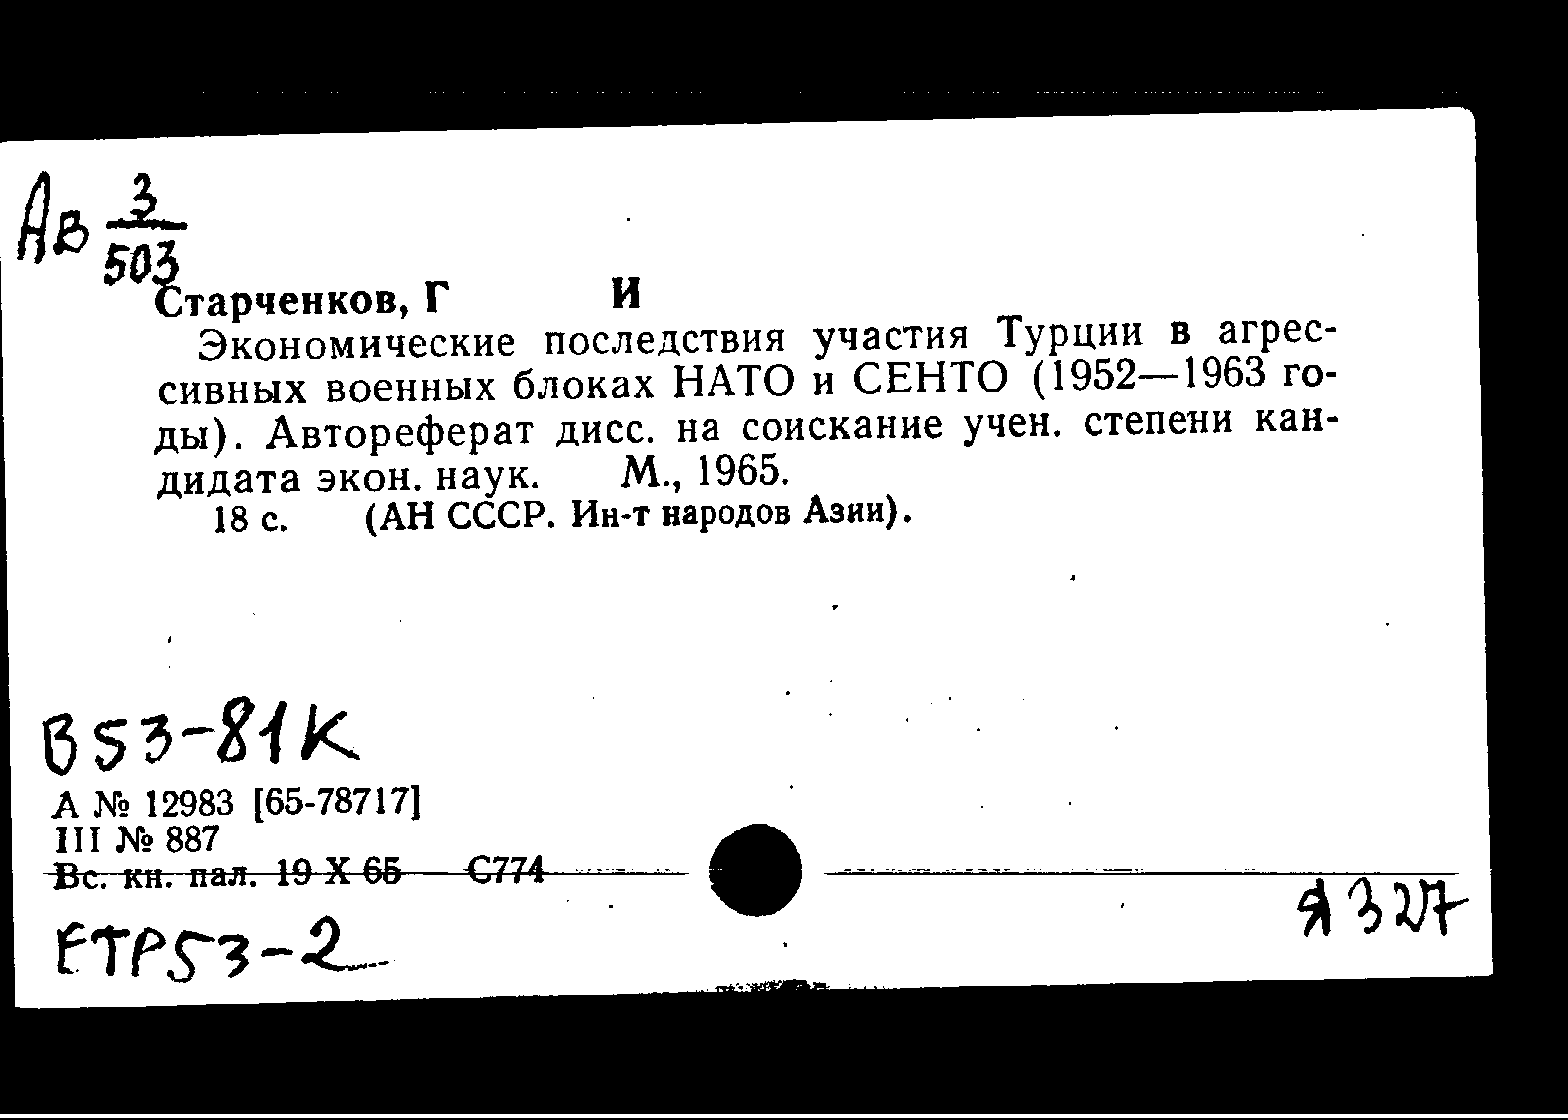 Ав 3
503
Старченков, Г И
Экономические последствия участия Турции в агрес-
сивных военных блоках НАТО и СЕНТО (1952—1963 го-
ды). Автореферат дисс. на соискание учен. степени кан-
дидата экон. наук. М., 1965.
18 с. (АН СССР. Ин-т народов Азии).
В53-81К
А № 12983 [65-78717]
III № 887
Вс. кн. пал. 19 X 65 С774
Я327
ЕТР53-2